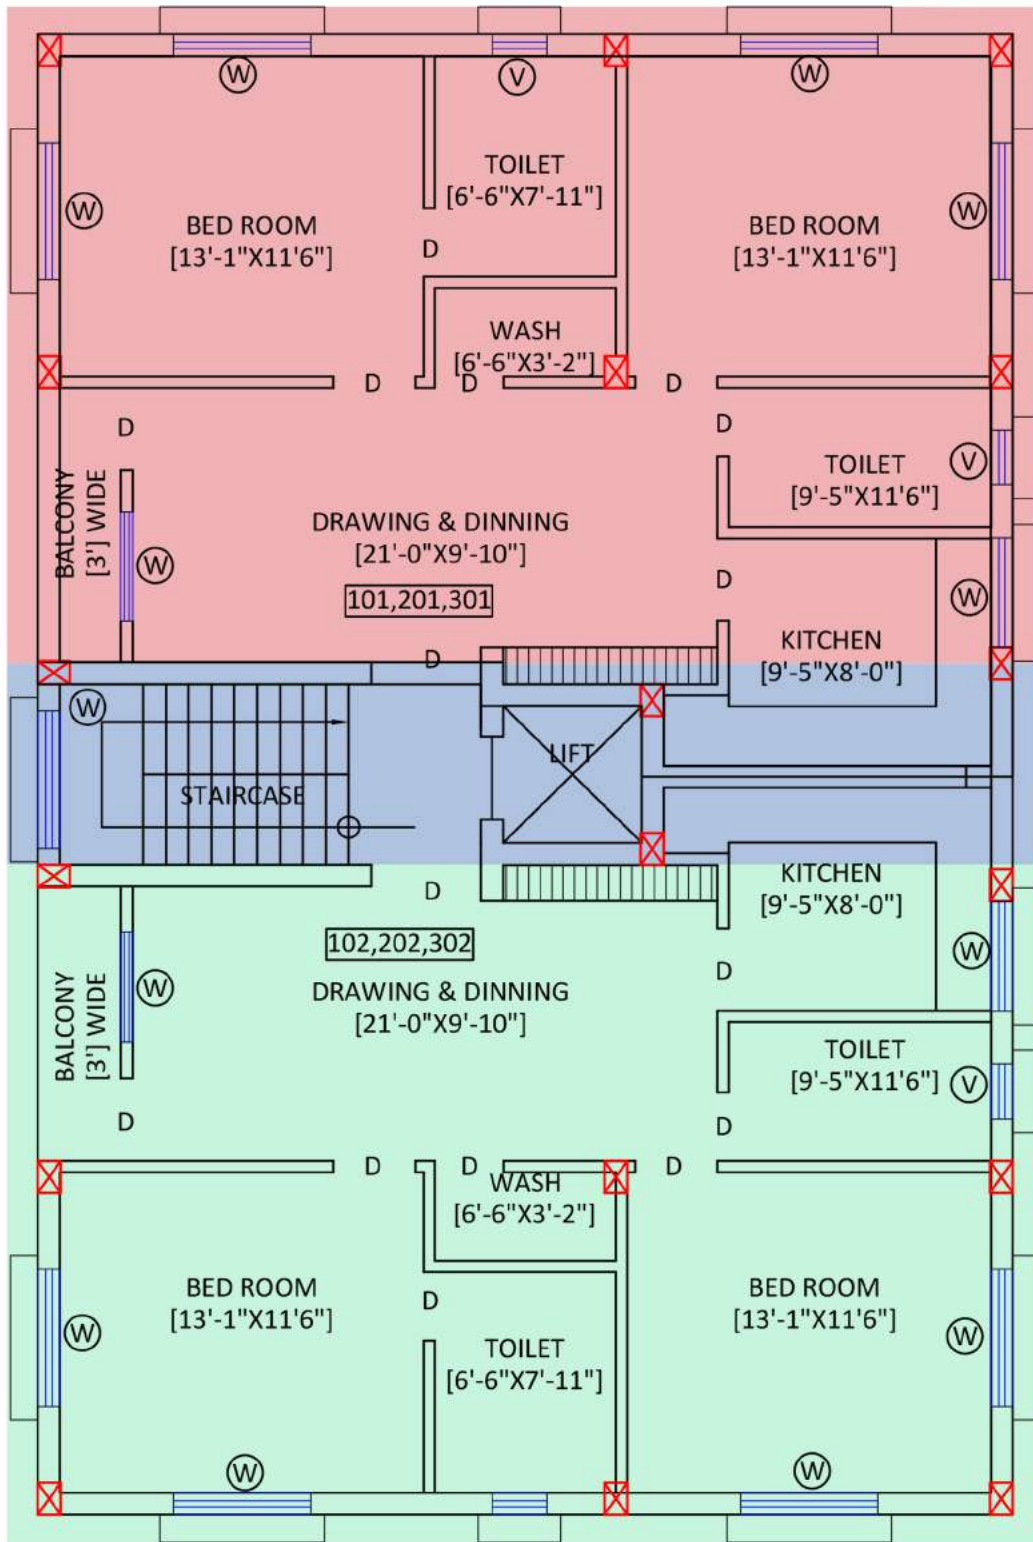 W
V
W
TOILET
[6'-6"X7'-11"]
W
BED ROOM
[13'-1"X11'6"]
BED ROOM
[13'-1"X11'6"]
W
D
WASH
[6'-6"X3'-2"]
D
D
D
D
D
BALCONY
[3'] WIDE
TOILET
[9'-5"X11'6"]
V
DRAWING & DINNING
[21'-0"X9'-10"]
W
D
W
101,201,301
KITCHEN
[9'-5"X8'-0"]
D
W
LIFT
STAIRCASE
KITCHEN
[9'-5"X8'-0"]
D
102,202,302
W
BALCONY
[3'] WIDE
W
DRAWING & DINNING
[21'-0"X9'-10"]
D
TOILET
[9'-5"X11'6"]
V
D
D
D
D
D
WASH
[6'-6"X3'-2"]
BED ROOM
[13'-1"X11'6"]
D
BED ROOM
[13'-1"X11'6"]
W
W
TOILET
[6'-6"X7'-11"]
W
W